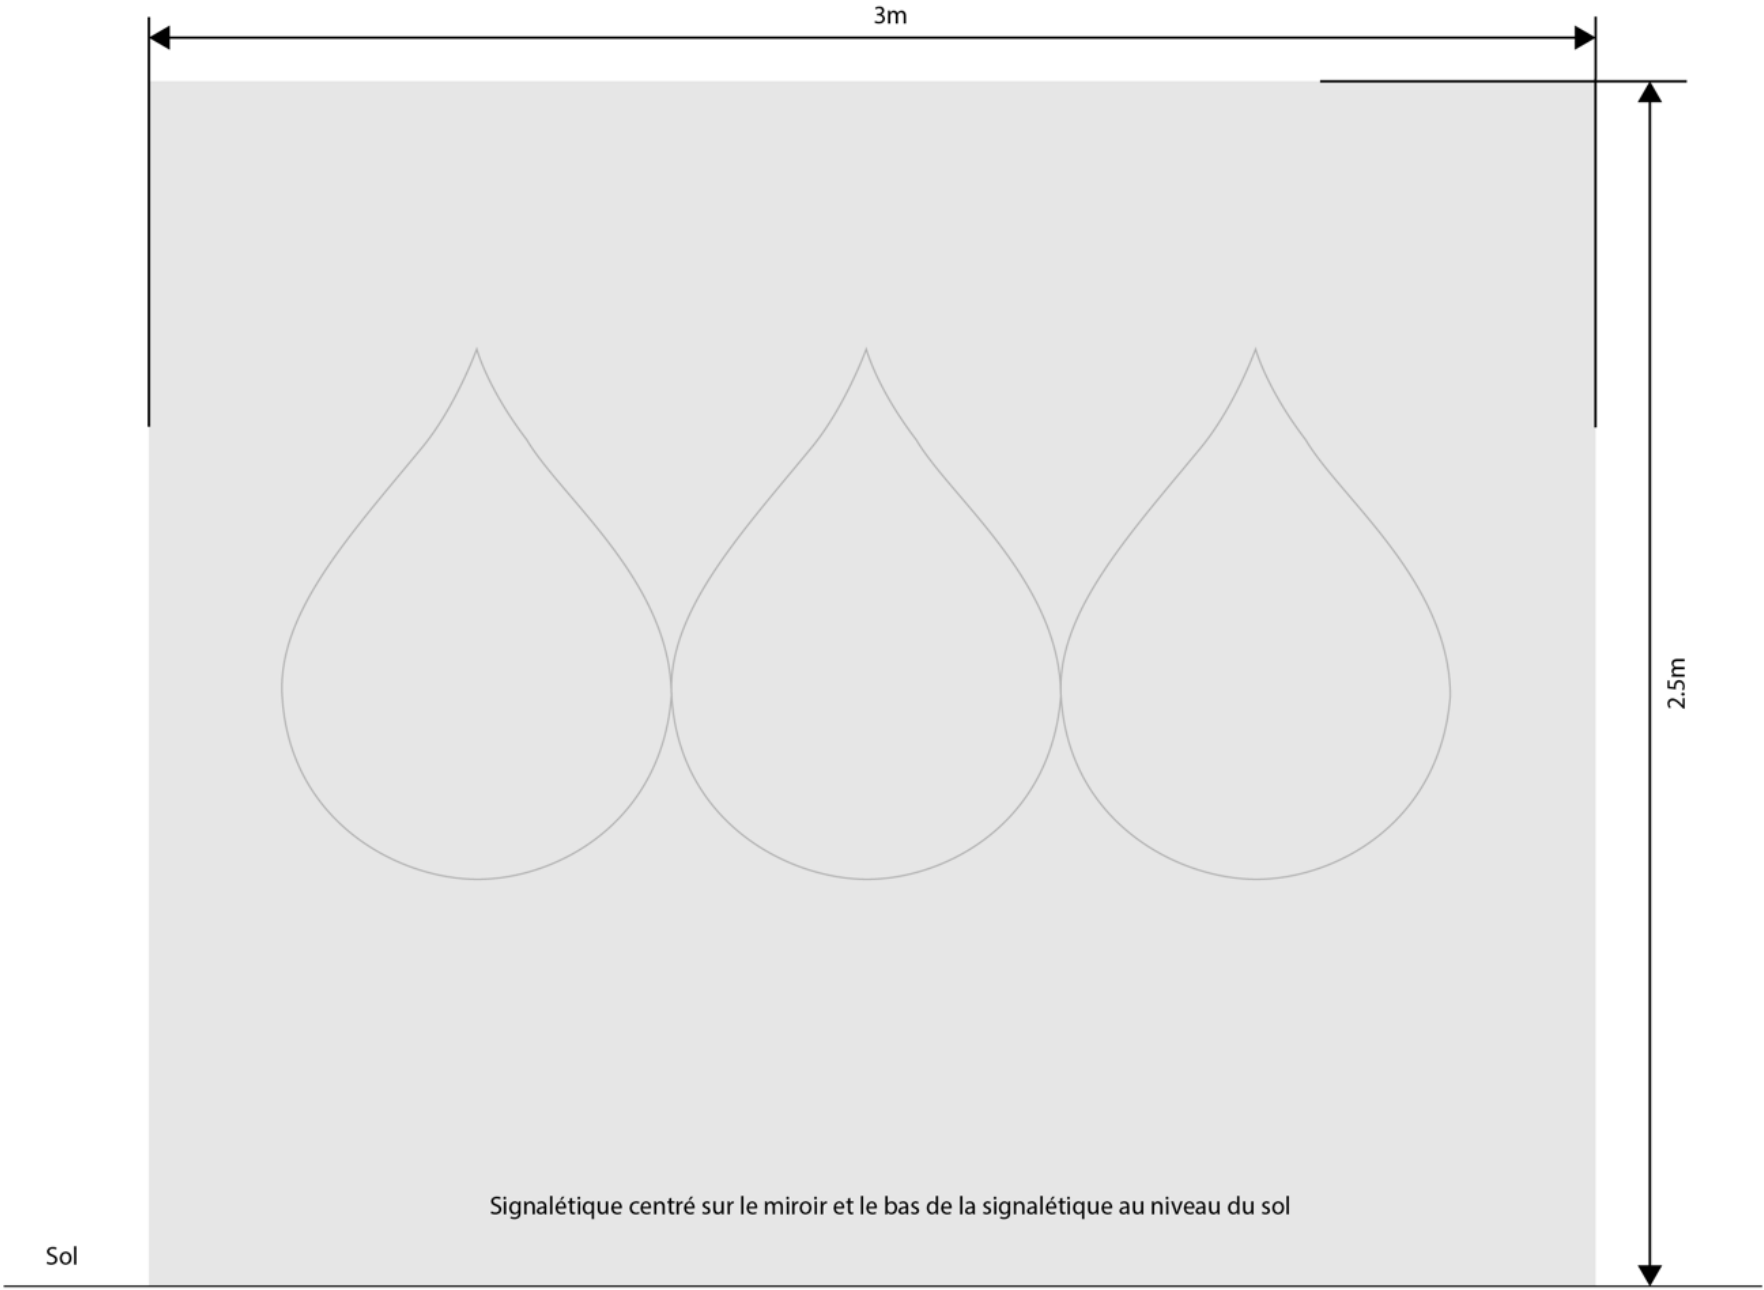 3m
2.5m
Signalétique centré sur le miroir et le bas de la signalétique au niveau du sol
Sol